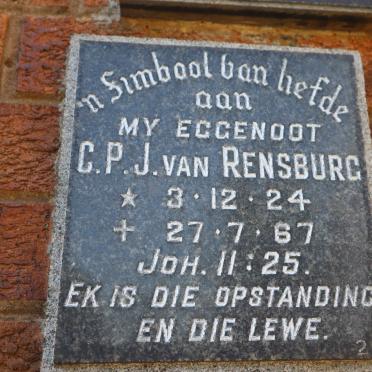 'n Simbool van liefde
aan
MY EGGENOOT
C.P.J. VAN RENSBURG
★ 3·12·24
✝ 27·7·67
JOH. 11:25.
EK IS DIE OPSTANDING
EN DIE LEWE.
2